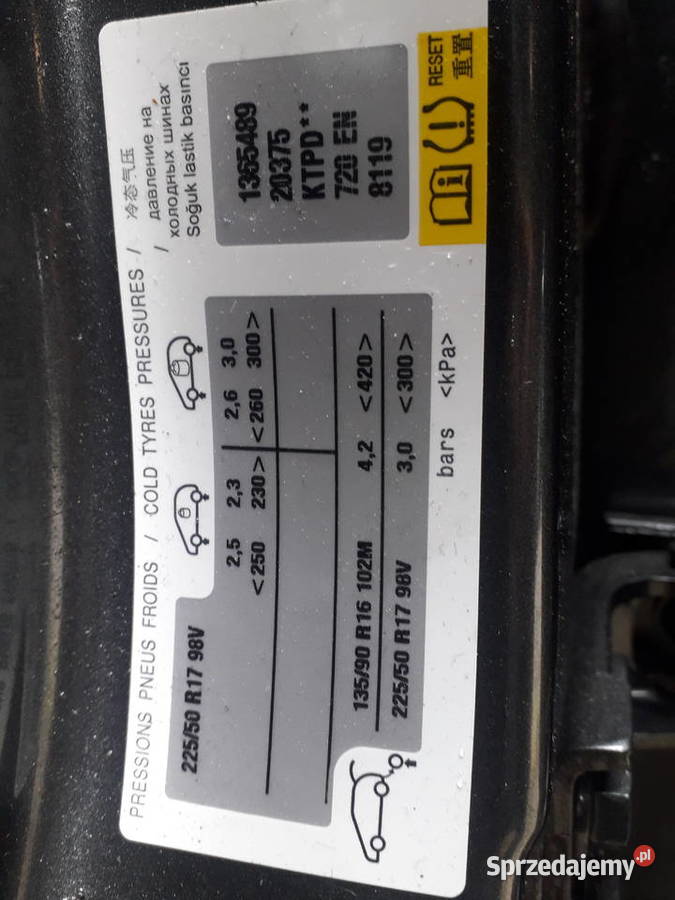 PRESSIONS PNEUS FROIDS / COLD TYRES PRESSURES / 冷态气压
/ давление на холодных шинах
Soğuk lastik basıncı
225/50 R17 98V
2,5 2,3
<250 230>
2,6 3,0
<260 300>
135/90 R16 102M 4,2 <420>
225/50 R17 98V 3,0 <300>
bars <kPa>
1365489
20375
KTPD**
720 EN
8119
RESET
重置
Sprzedajemy.pl